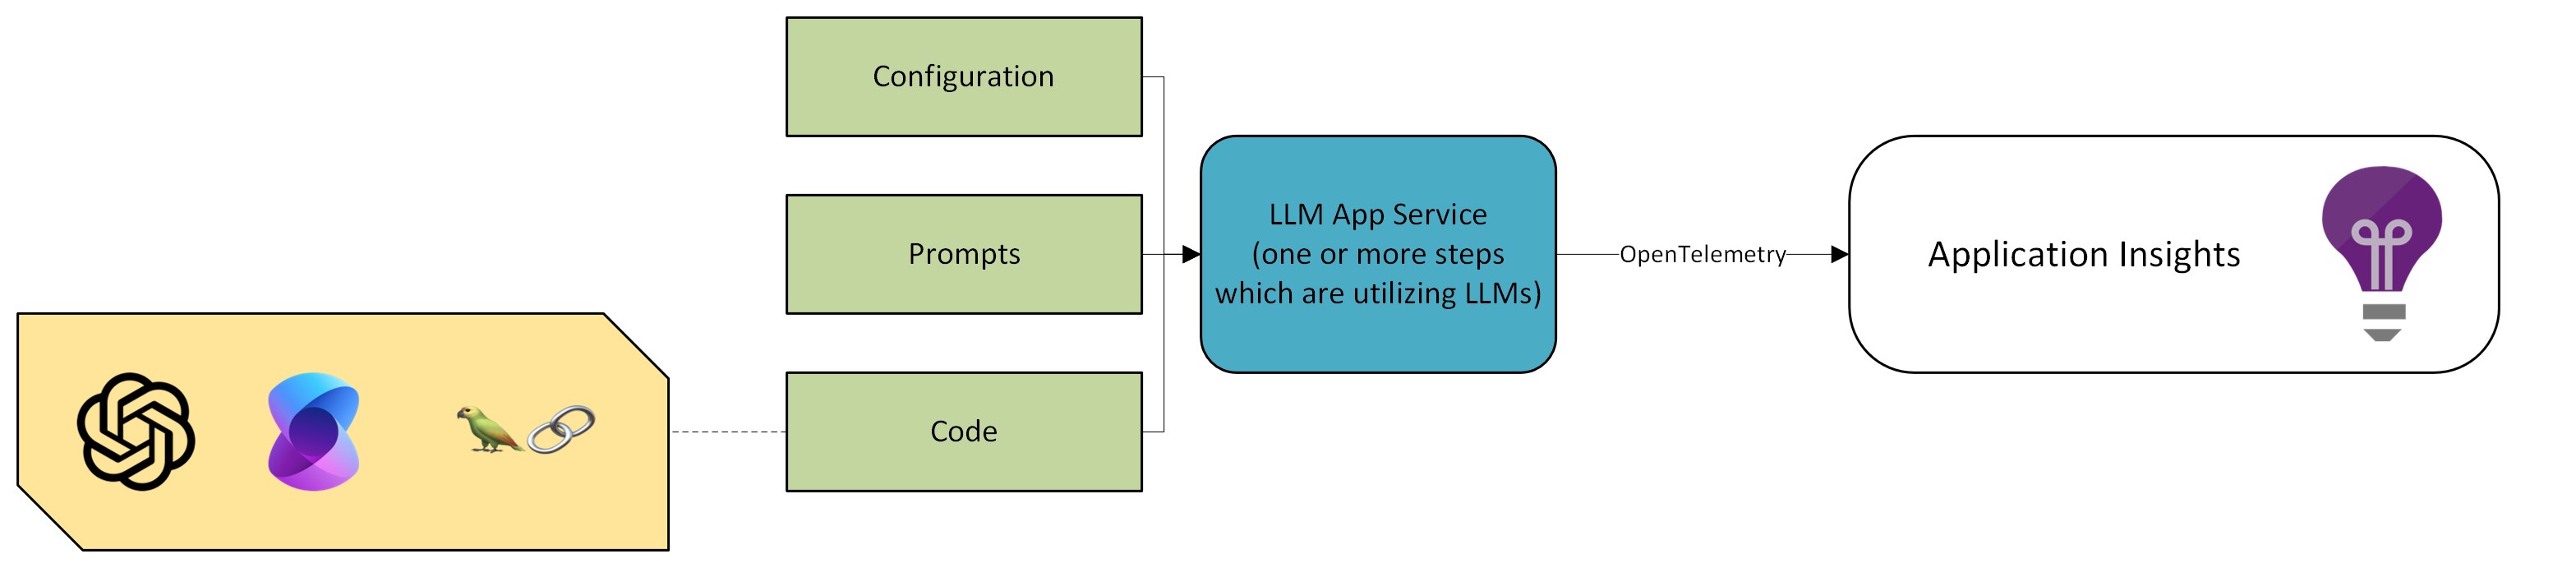 Configuration
Prompts
Code
LLM App Service
(one or more steps
which are utilizing LLMs)
OpenTelemetry
Application Insights